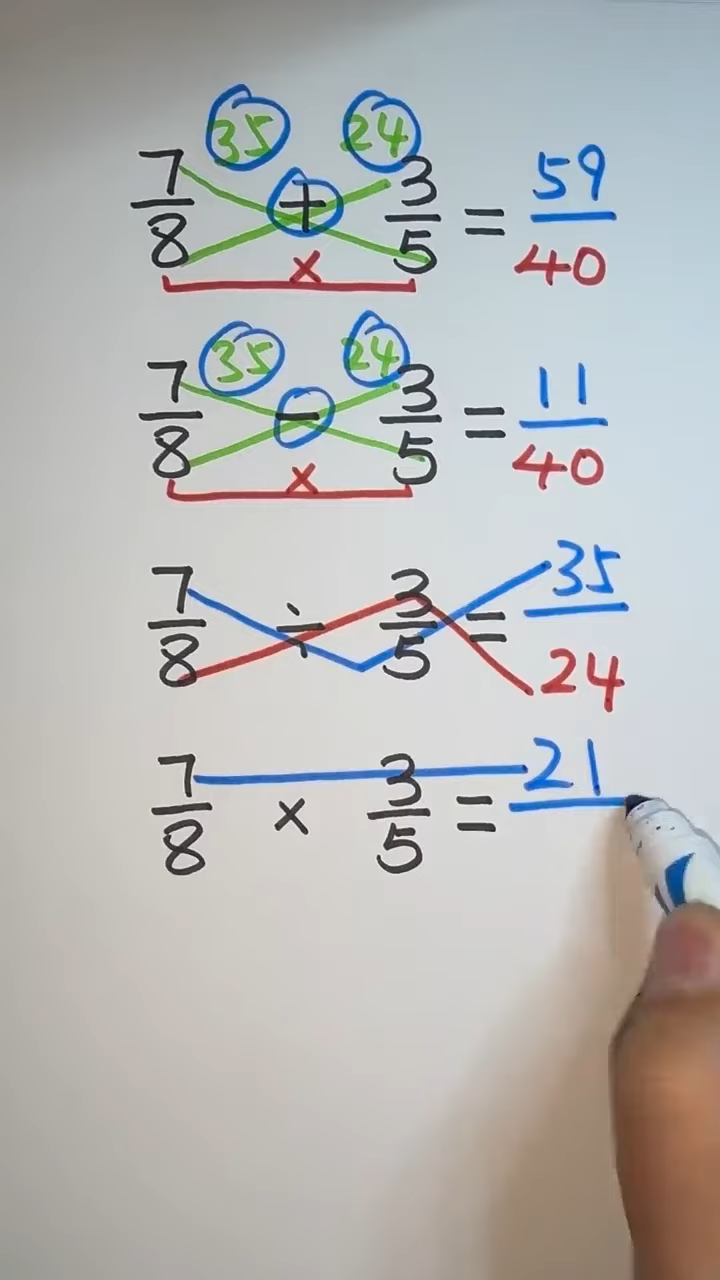 35 24
7/8 + 3/5 = 59/40
×
35 24
7/8 − 3/5 = 11/40
×
7/8 ÷ 3/5 = 35/24
7/8 × 3/5 = 21/